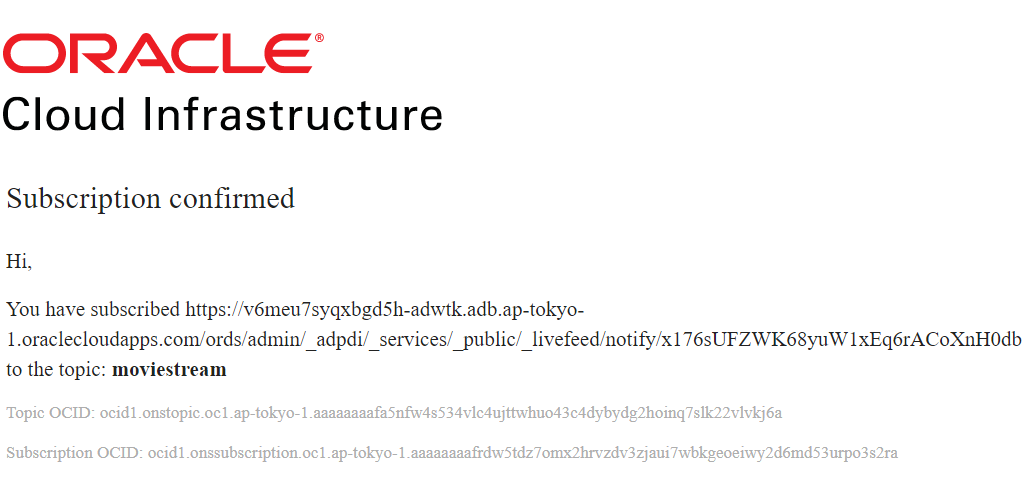 ORACLE®
Cloud Infrastructure
Subscription confirmed
Hi,
You have subscribed https://v6meu7syqxbgd5h-adwtk.adb.ap-tokyo-
1.oraclecloudapps.com/ords/admin/_adpdi/_services/_public/_livefeed/notify/x176sUFZWK68yuW1xEq6rACoXnH0db
to the topic: moviestream
Topic OCID: ocid1.onstopic.oc1.ap-tokyo-1.aaaaaaaafa5nfw4s534vlc4ujttwhuo43c4dybydg2hoinq7slk22vlvkj6a
Subscription OCID: ocid1.onssubscription.oc1.ap-tokyo-1.aaaaaaaafrdw5tdz7omx2hrvzdv3zjaui7wbkgeoeiwy2d6md53urpo3s2ra